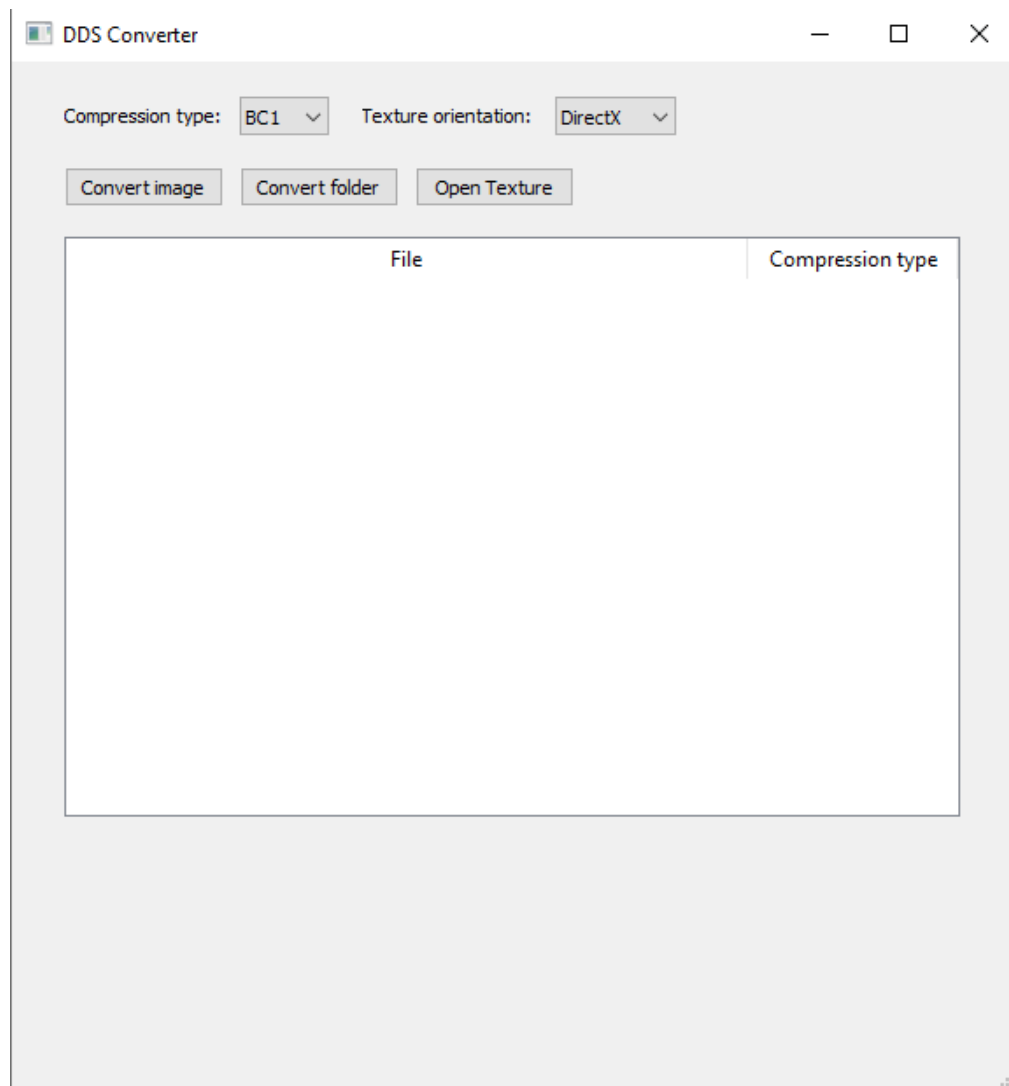 DDS Converter
Compression type: BC1 Texture orientation: DirectX
Convert image Convert folder Open Texture
File Compression type